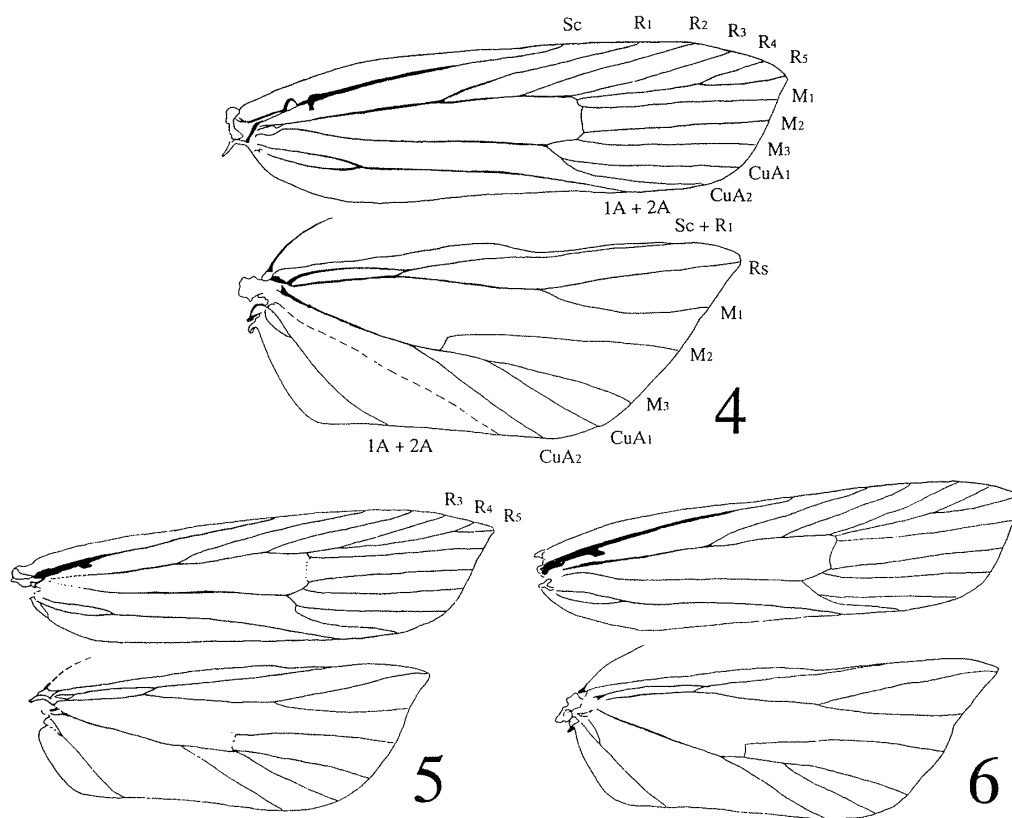 Sc
R1
R2
R3
R4
R5
M1
M2
M3
CuA1
CuA2
1A + 2A
Sc + R1
Rs
M1
M2
M3
CuA1
CuA2
1A + 2A
4
R3
R4
R5
5
6